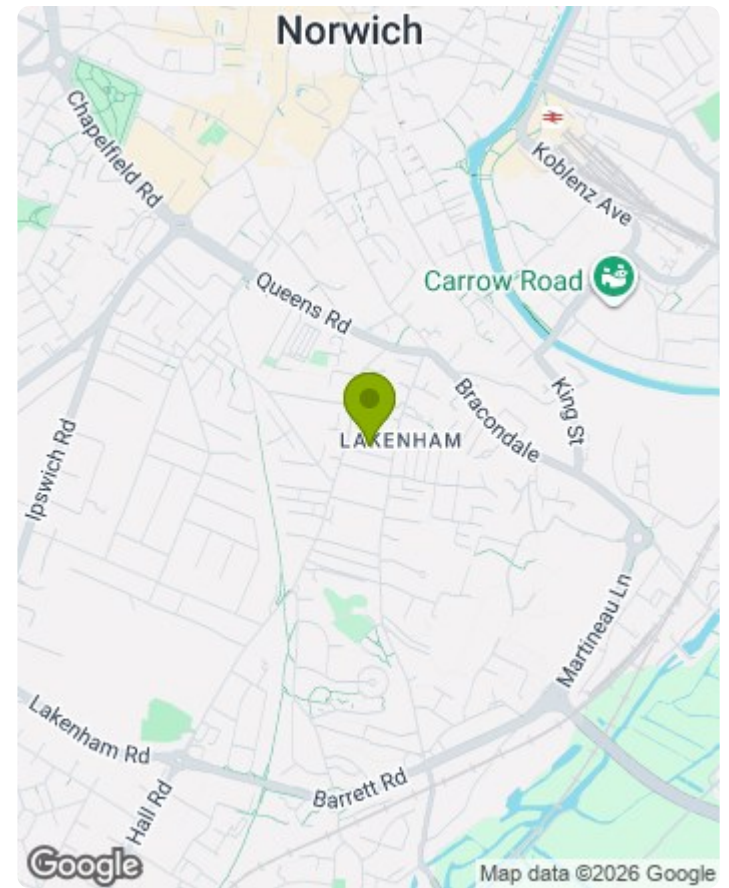 Norwich
Chapelfield Rd
Koblenz Ave
Queens Rd
Carrow Road
Bracondale
King St
LAKENHAM
Ipswich Rd
Martineau Ln
Lakenham Rd
Barrett Rd
Hall Rd
Google
Map data ©2026 Google